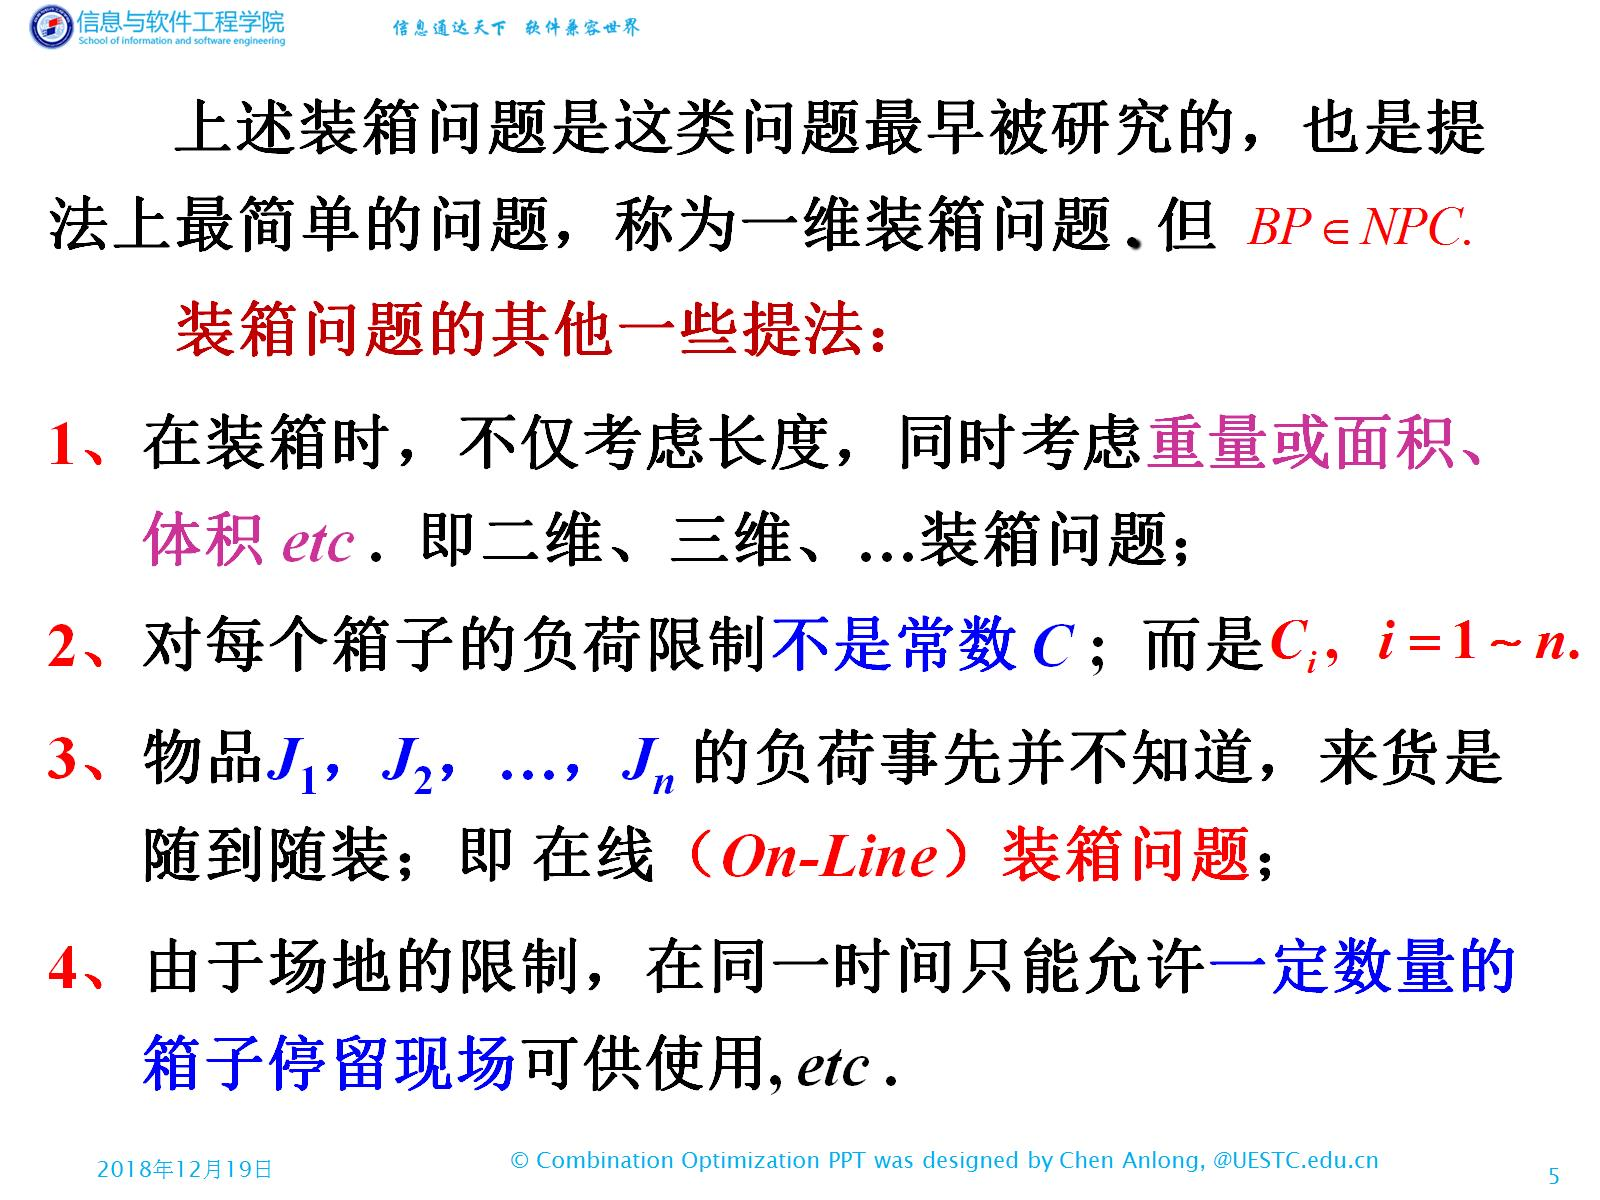 信息与软件工程学院
School of information and software engineering
信息通达天下 软件兼容世界
上述装箱问题是这类问题最早被研究的，也是提
法上最简单的问题，称为一维装箱问题 . 但 BP ∈ NPC.
装箱问题的其他一些提法：
1、在装箱时，不仅考虑长度，同时考虑重量或面积、
体积 etc . 即二维、三维、…装箱问题；
2、对每个箱子的负荷限制不是常数 C ; 而是 Cᵢ , i = 1 ~ n.
3、物品J₁，J₂，…，Jₙ 的负荷事先并不知道，来货是
随到随装；即 在线（On-Line）装箱问题；
4、由于场地的限制，在同一时间只能允许一定数量的
箱子停留现场可供使用, etc .
2018年12月19日
© Combination Optimization PPT was designed by Chen Anlong, @UESTC.edu.cn
5